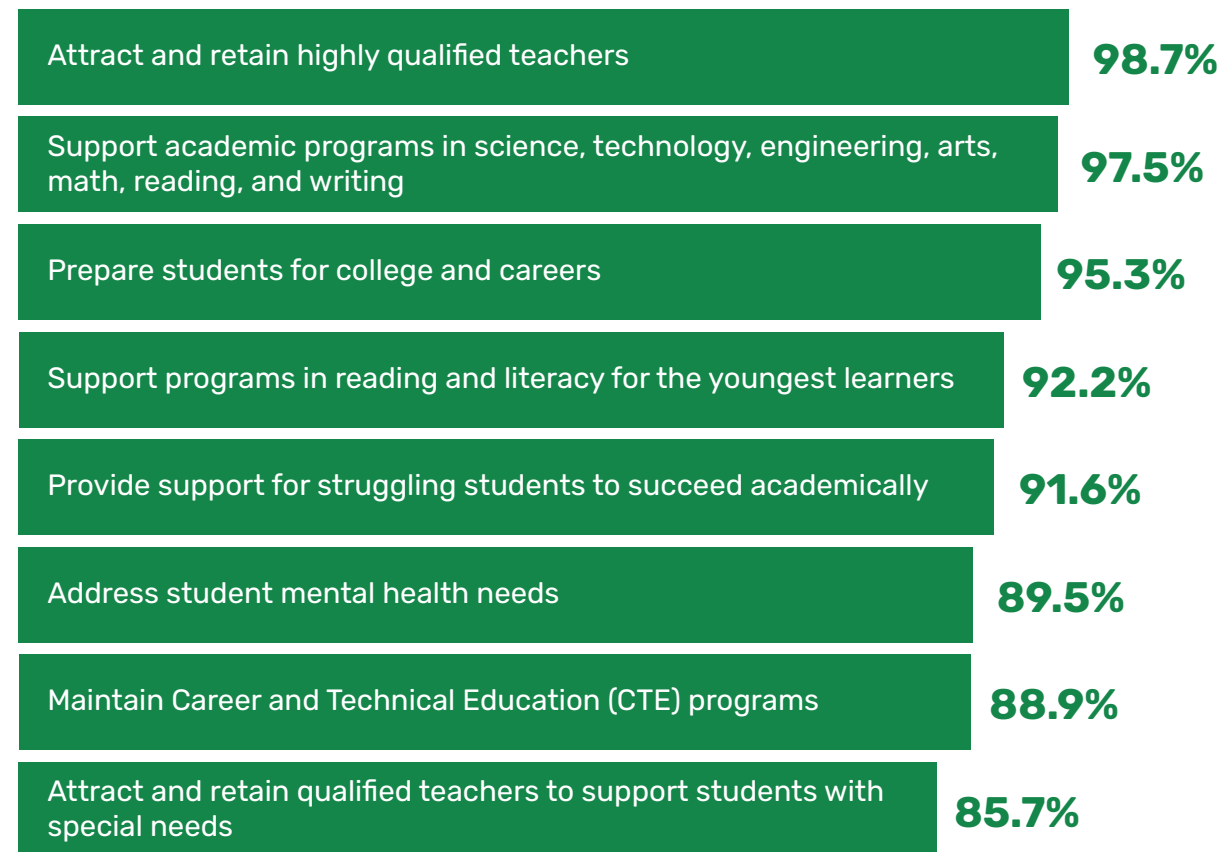 Attract and retain highly qualified teachers
98.7%
Support academic programs in science, technology, engineering, arts,
math, reading, and writing
97.5%
Prepare students for college and careers
95.3%
Support programs in reading and literacy for the youngest learners
92.2%
Provide support for struggling students to succeed academically
91.6%
Address student mental health needs
89.5%
Maintain Career and Technical Education (CTE) programs
88.9%
Attract and retain qualified teachers to support students with
special needs
85.7%